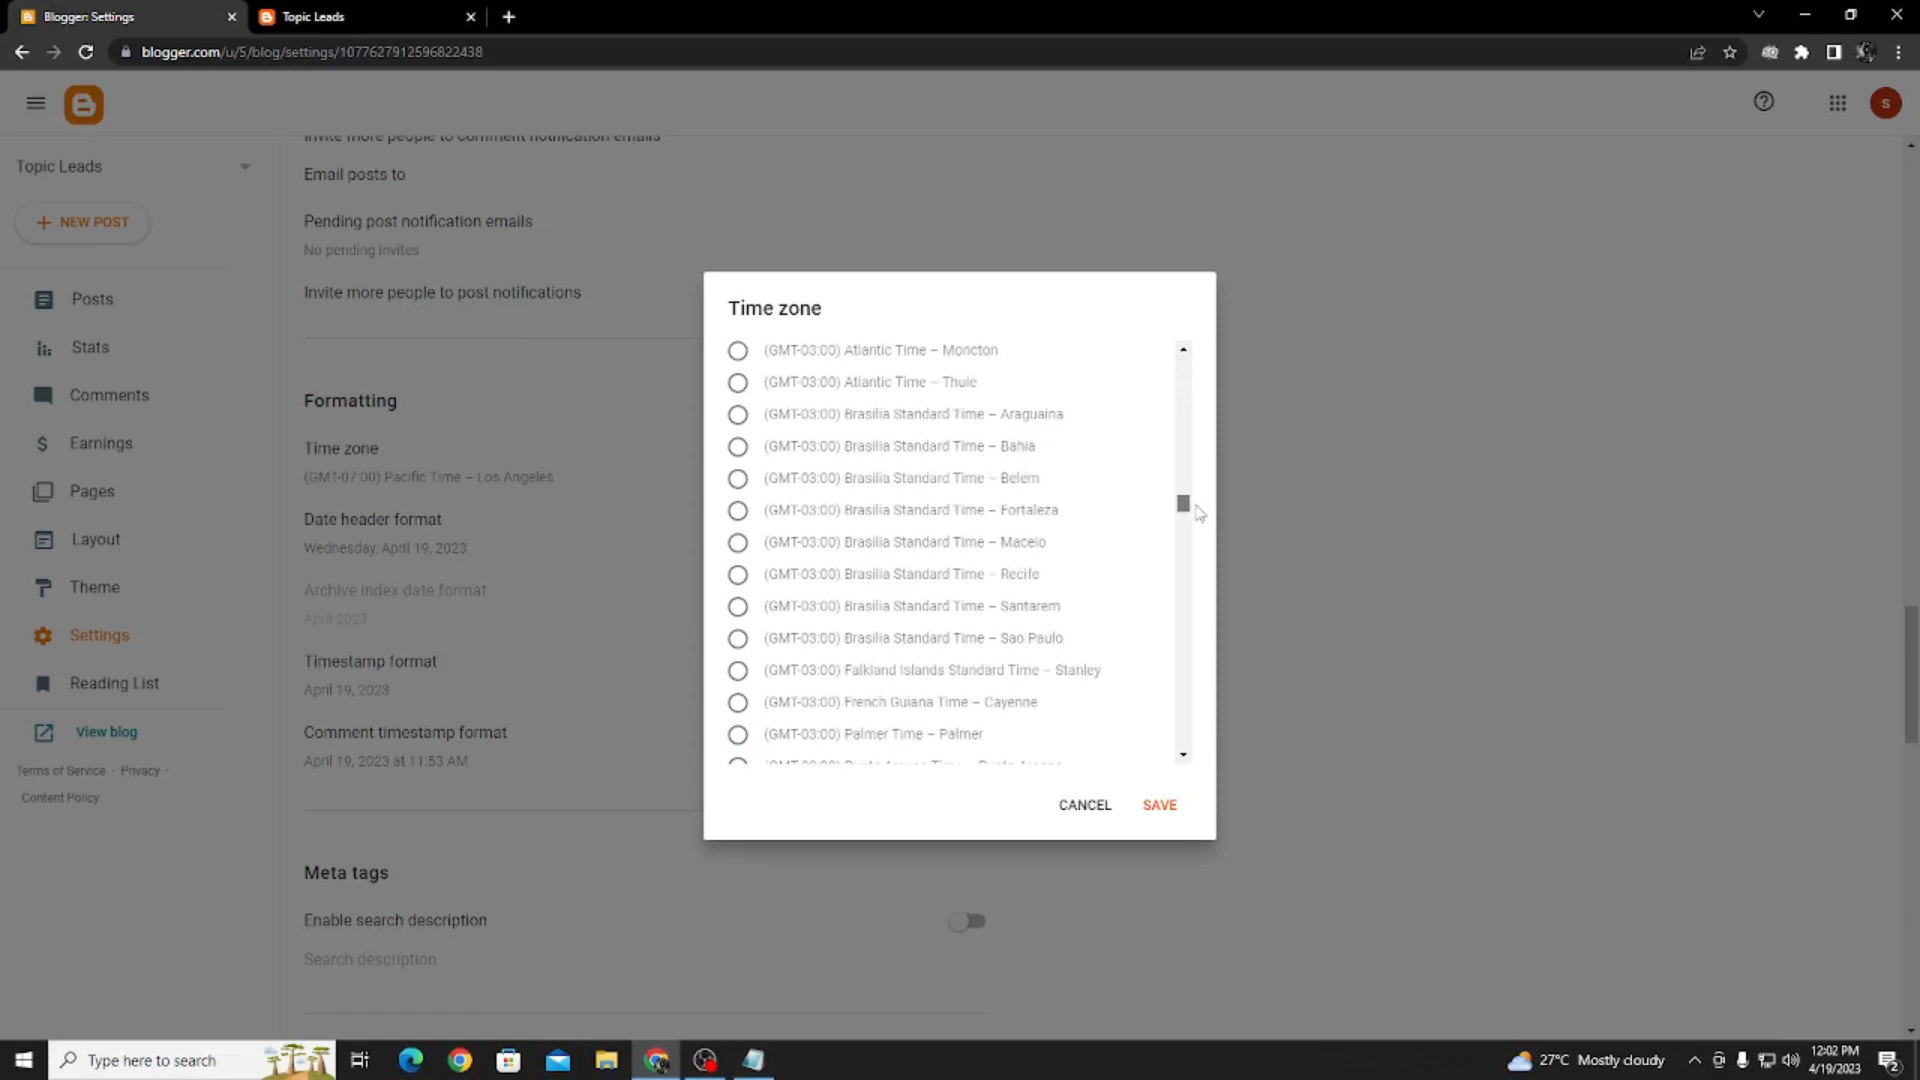 Blogger: Settings
Topic Leads
blogger.com/u/5/blog/settings/1077627912596822438
S
Topic Leads
NEW POST
Posts
Stats
Comments
Earnings
Pages
Layout
Theme
Settings
Reading List
View blog
Terms of Service · Privacy ·
Content Policy
Invite more people to comment notification emails
Email posts to
Pending post notification emails
No pending invites
Invite more people to post notifications
Formatting
Time zone
(GMT-07:00) Pacific Time – Los Angeles
Date header format
Wednesday, April 19, 2023
Archive index date format
April 2023
Timestamp format
April 19, 2023
Comment timestamp format
April 19, 2023 at 11:53 AM
Meta tags
Enable search description
Search description
Time zone
(GMT-03:00) Atlantic Time – Moncton
(GMT-03:00) Atlantic Time – Thule
(GMT-03:00) Brasilia Standard Time – Araguaina
(GMT-03:00) Brasilia Standard Time – Bahia
(GMT-03:00) Brasilia Standard Time – Belem
(GMT-03:00) Brasilia Standard Time – Fortaleza
(GMT-03:00) Brasilia Standard Time – Maceio
(GMT-03:00) Brasilia Standard Time – Recife
(GMT-03:00) Brasilia Standard Time – Santarem
(GMT-03:00) Brasilia Standard Time – Sao Paulo
(GMT-03:00) Falkland Islands Standard Time – Stanley
(GMT-03:00) French Guiana Time – Cayenne
(GMT-03:00) Palmer Time – Palmer
CANCEL
SAVE
Type here to search
27°C Mostly cloudy
12:02 PM
4/19/2023
2